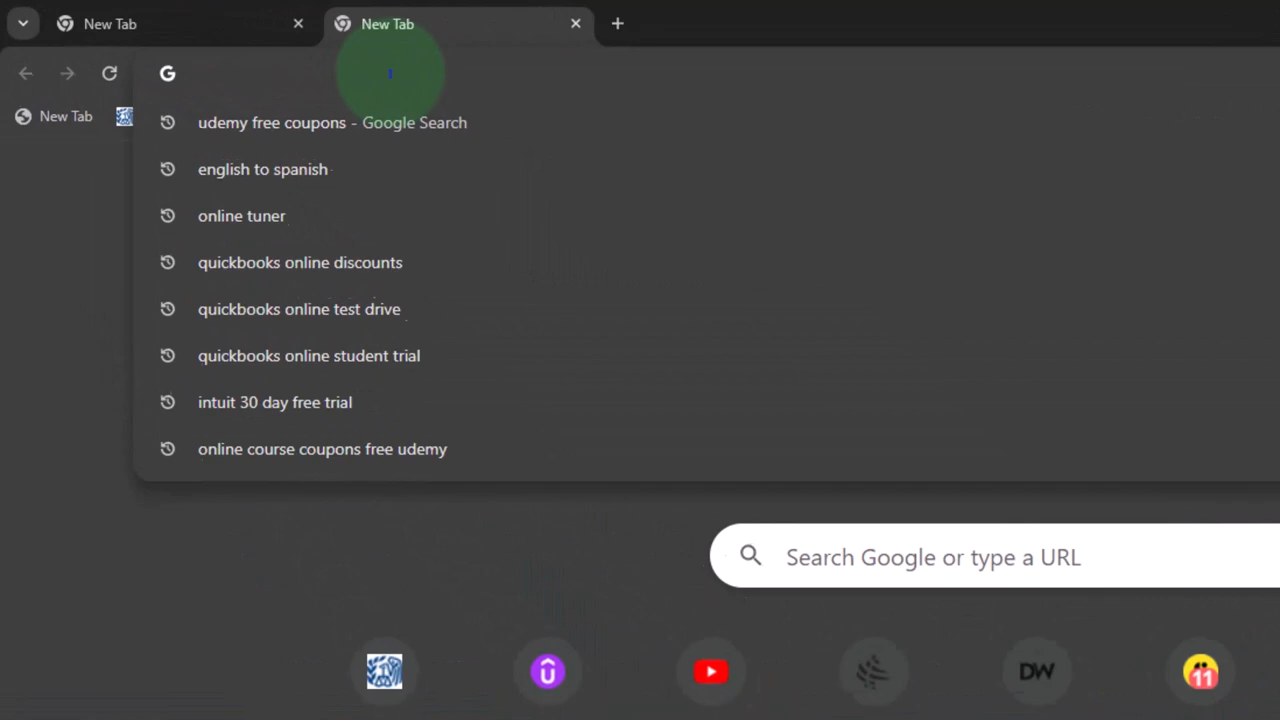 New Tab
New Tab
New Tab
udemy free coupons - Google Search
english to spanish
online tuner
quickbooks online discounts
quickbooks online test drive
quickbooks online student trial
intuit 30 day free trial
online course coupons free udemy
Search Google or type a URL
DW
11